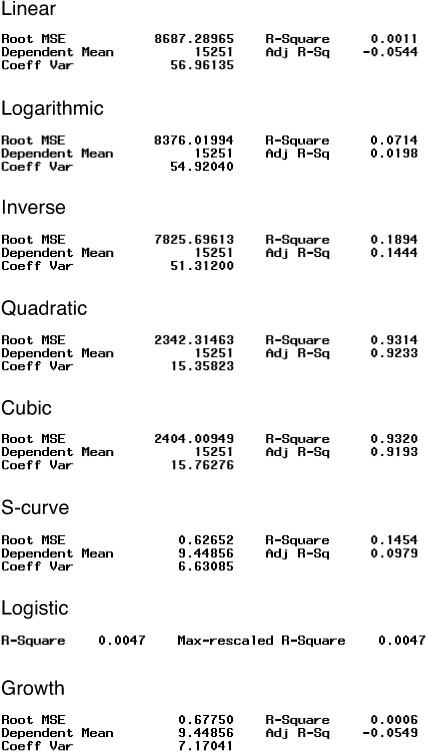 Linear
Root MSE 8687.28965 R-Square 0.0011
Dependent Mean 15251 Adj R-Sq -0.0544
Coeff Var 56.96135
Logarithmic
Root MSE 8376.01994 R-Square 0.0714
Dependent Mean 15251 Adj R-Sq 0.0198
Coeff Var 54.92040
Inverse
Root MSE 7825.69613 R-Square 0.1894
Dependent Mean 15251 Adj R-Sq 0.1444
Coeff Var 51.31200
Quadratic
Root MSE 2342.31463 R-Square 0.9314
Dependent Mean 15251 Adj R-Sq 0.9233
Coeff Var 15.35823
Cubic
Root MSE 2404.00949 R-Square 0.9320
Dependent Mean 15251 Adj R-Sq 0.9193
Coeff Var 15.76276
S-curve
Root MSE 0.62652 R-Square 0.1454
Dependent Mean 9.44856 Adj R-Sq 0.0979
Coeff Var 6.63085
Logistic
R-Square 0.0047 Max-rescaled R-Square 0.0047
Growth
Root MSE 0.67750 R-Square 0.0006
Dependent Mean 9.44856 Adj R-Sq -0.0549
Coeff Var 7.17041